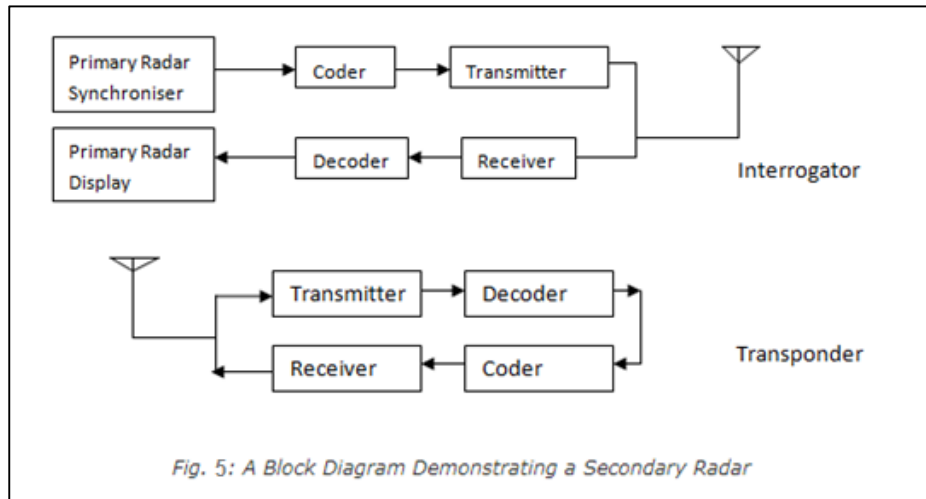 Primary Radar
Synchroniser
Coder
Transmitter
Primary Radar
Display
Decoder
Receiver
Interrogator
Transmitter
Decoder
Receiver
Coder
Transponder
Fig. 5: A Block Diagram Demonstrating a Secondary Radar